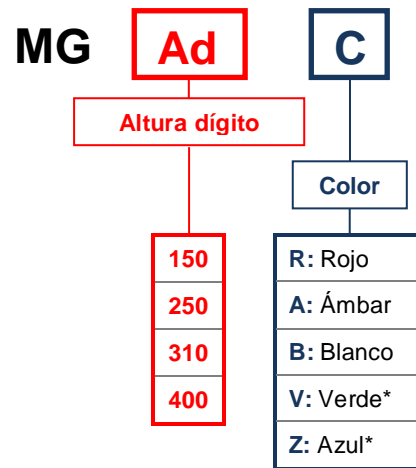 MG Ad C
Altura dígito
Color
150 R: Rojo
250 A: Ámbar
310 B: Blanco
400 V: Verde*
Z: Azul*